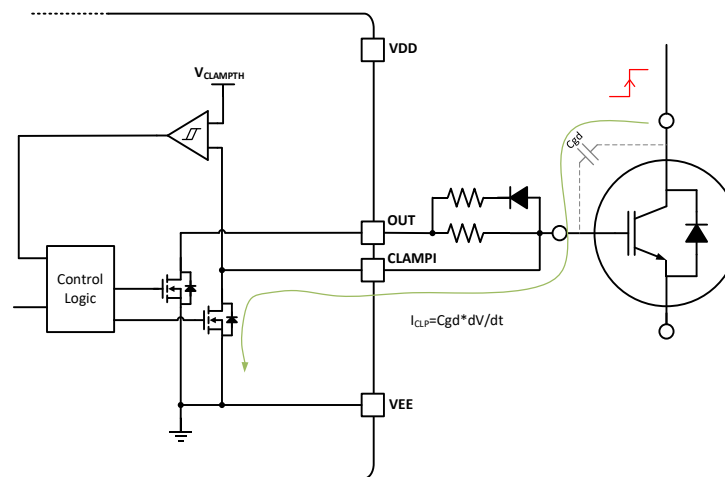 VDD
VCLAMPTH
Cgd
OUT
CLAMPI
Control
Logic
ICLP=Cgd*dV/dt
VEE